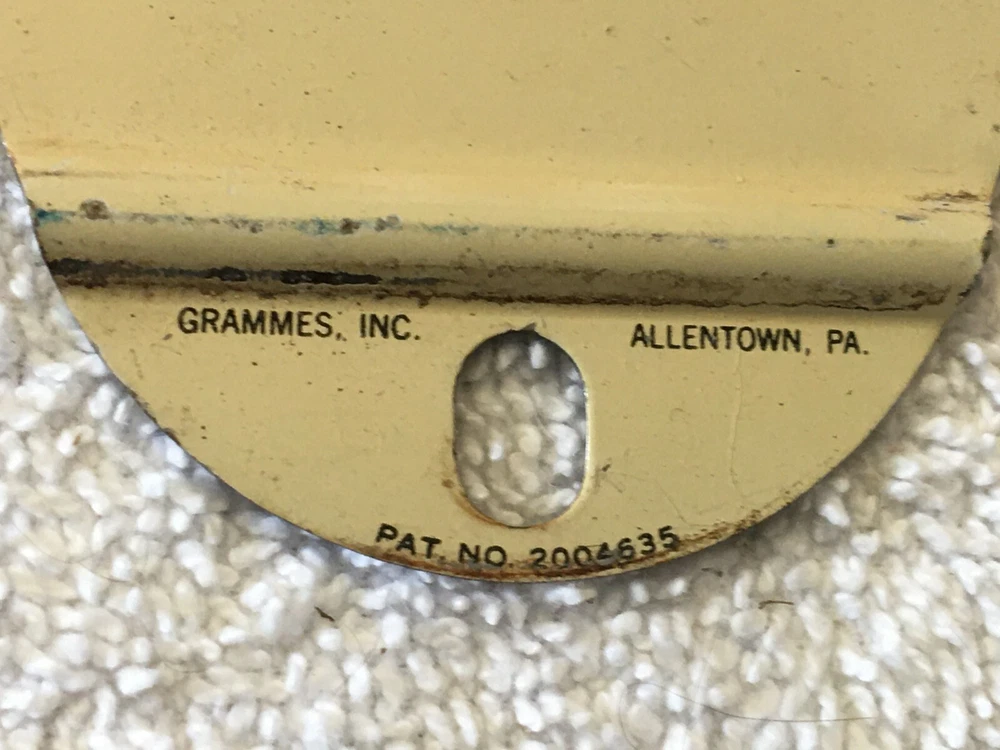 GRAMMES, INC.
ALLENTOWN, PA.
PAT. NO. 2004635